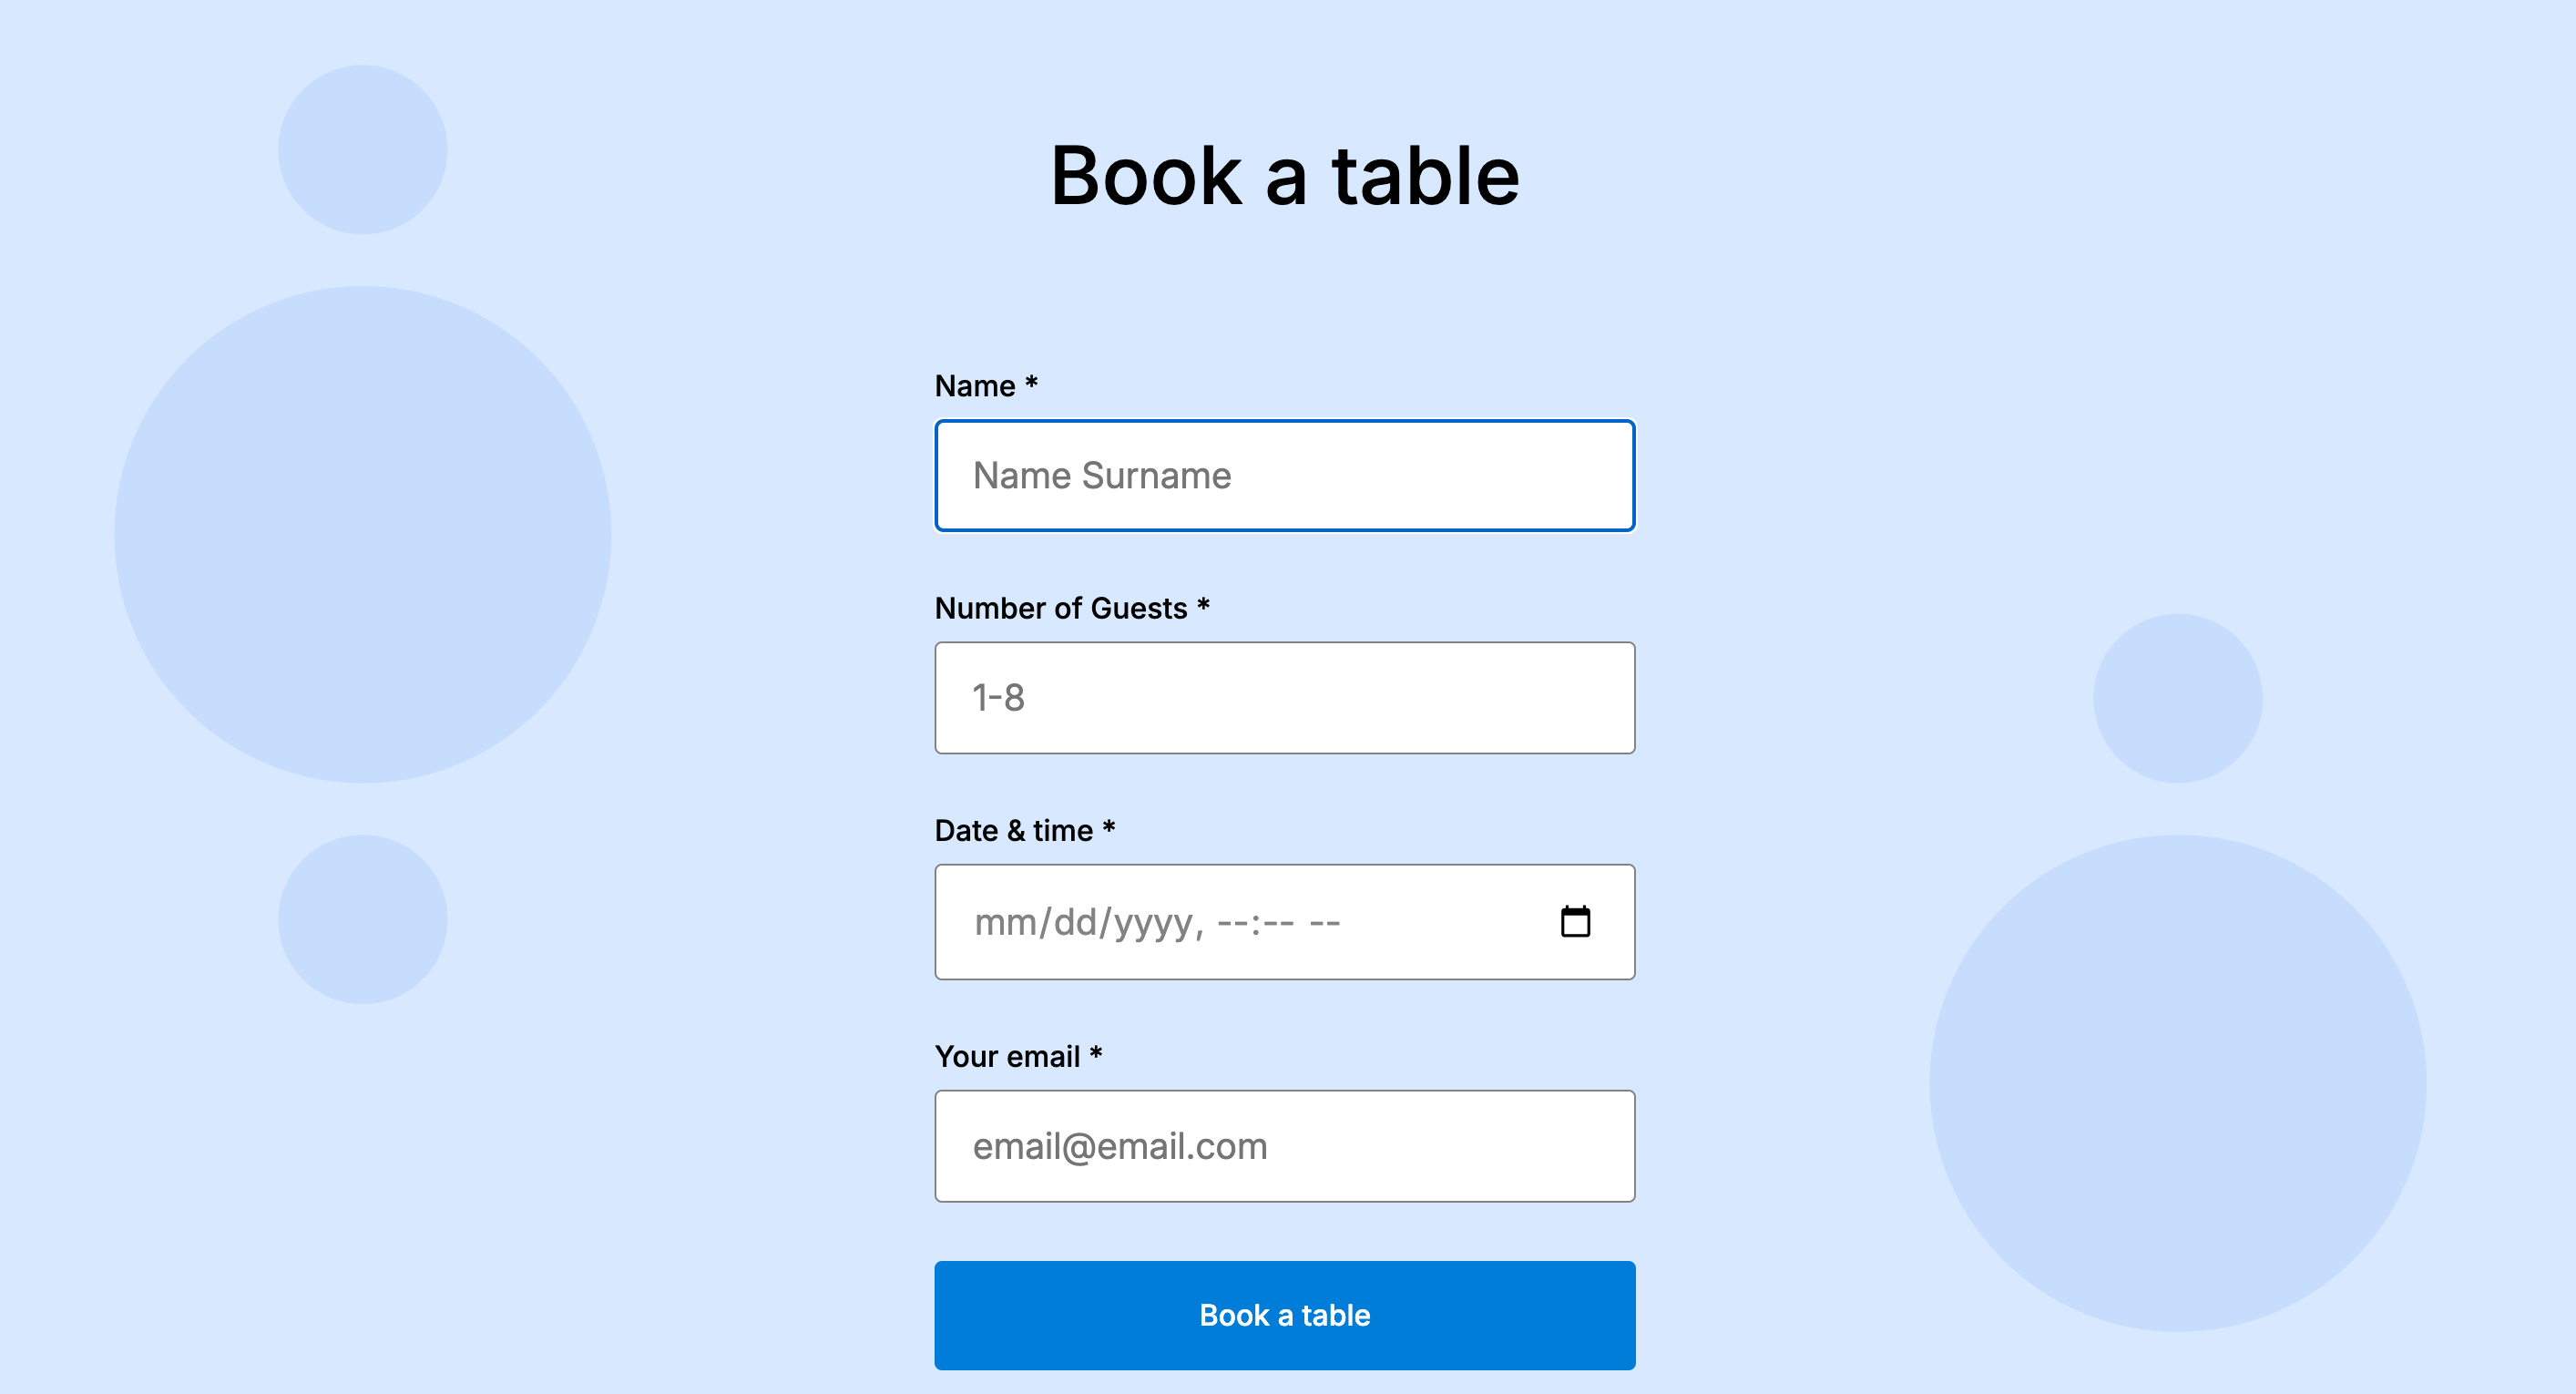 Book a table
Name *
Name Surname
Number of Guests *
1-8
Date & time *
mm/dd/yyyy, --:-- --
Your email *
email@email.com
Book a table